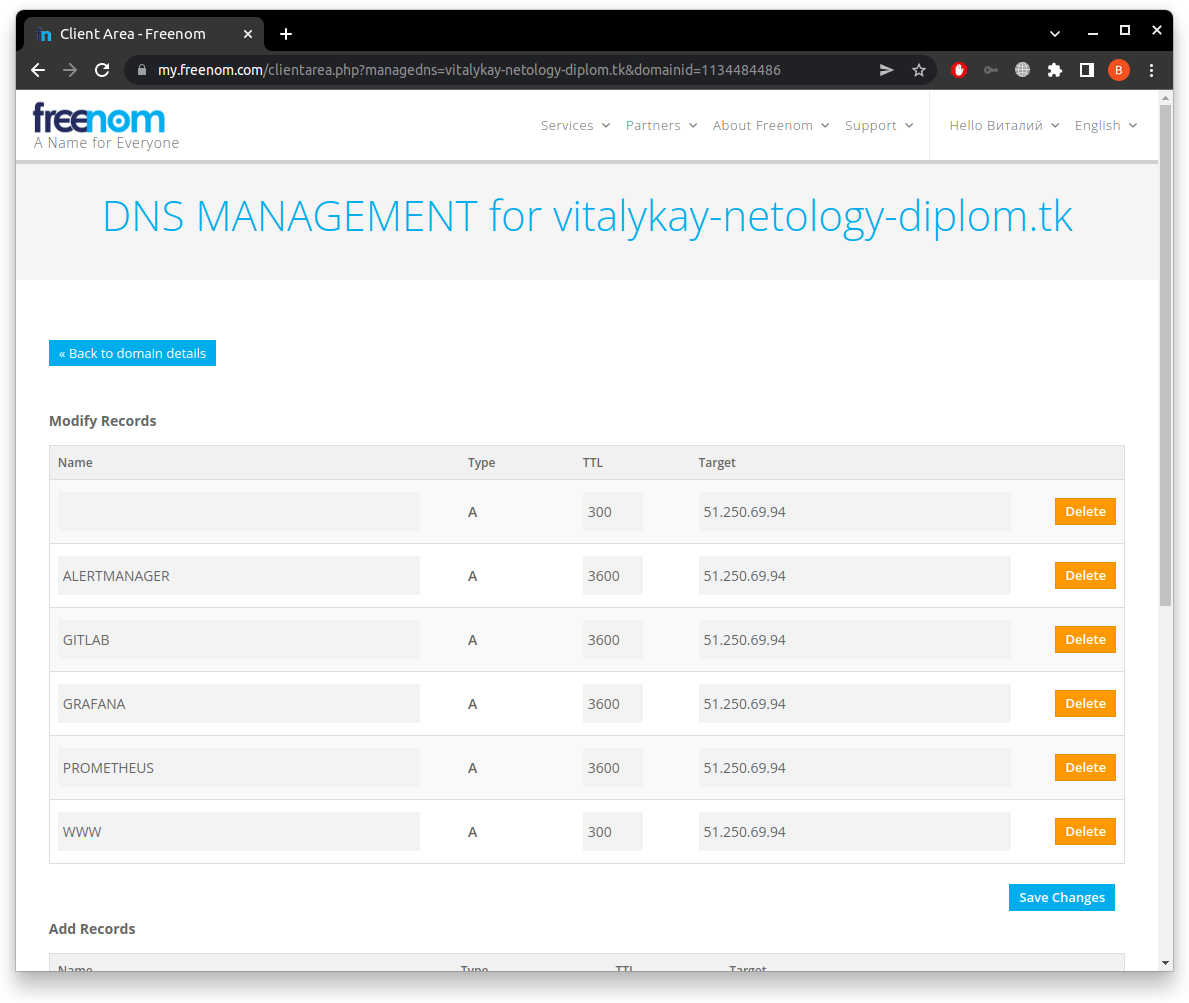 Client Area - Freenom
my.freenom.com/clientarea.php?managedns=vitalykay-netology-diplom.tk&domainid=1134484486
B
freenom
A Name for Everyone
Services Partners About Freenom Support Hello Виталий English
DNS MANAGEMENT for vitalykay-netology-diplom.tk
« Back to domain details
Modify Records
Name Type TTL Target
A 300 51.250.69.94 Delete
ALERTMANAGER A 3600 51.250.69.94 Delete
GITLAB A 3600 51.250.69.94 Delete
GRAFANA A 3600 51.250.69.94 Delete
PROMETHEUS A 3600 51.250.69.94 Delete
WWW A 300 51.250.69.94 Delete
Save Changes
Add Records
Name Type TTL Target